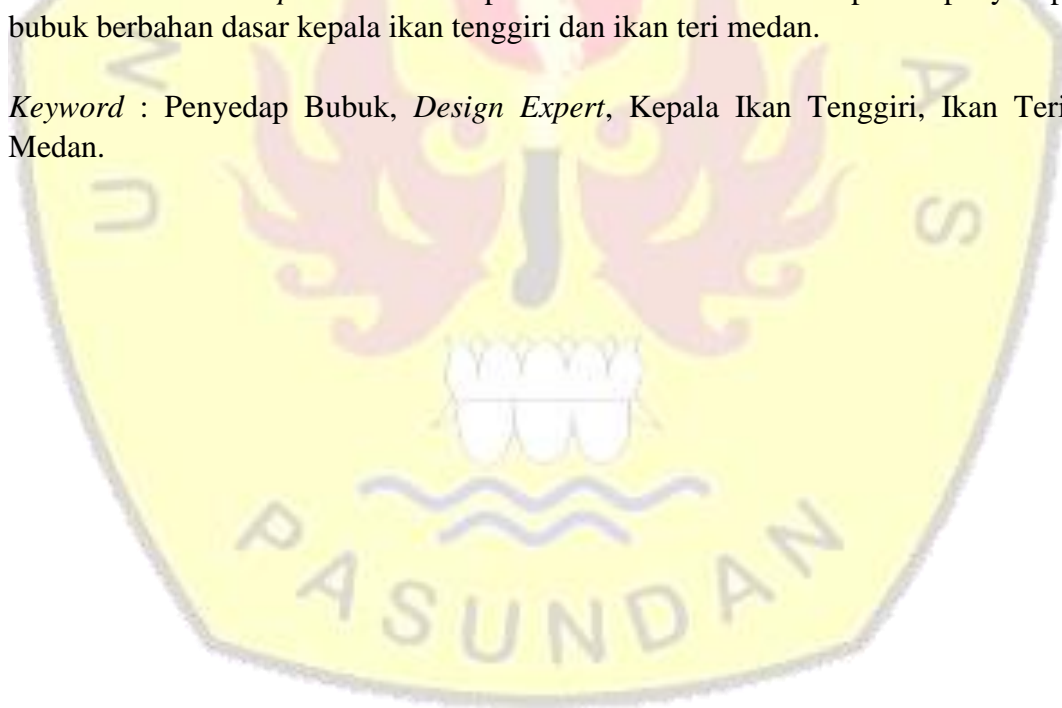 bubuk berbahan dasar kepala ikan tenggiri dan ikan teri medan.
Keyword : Penyedap Bubuk, Design Expert, Kepala Ikan Tenggiri, Ikan Teri
Medan.
U
A S
PASUNDAN